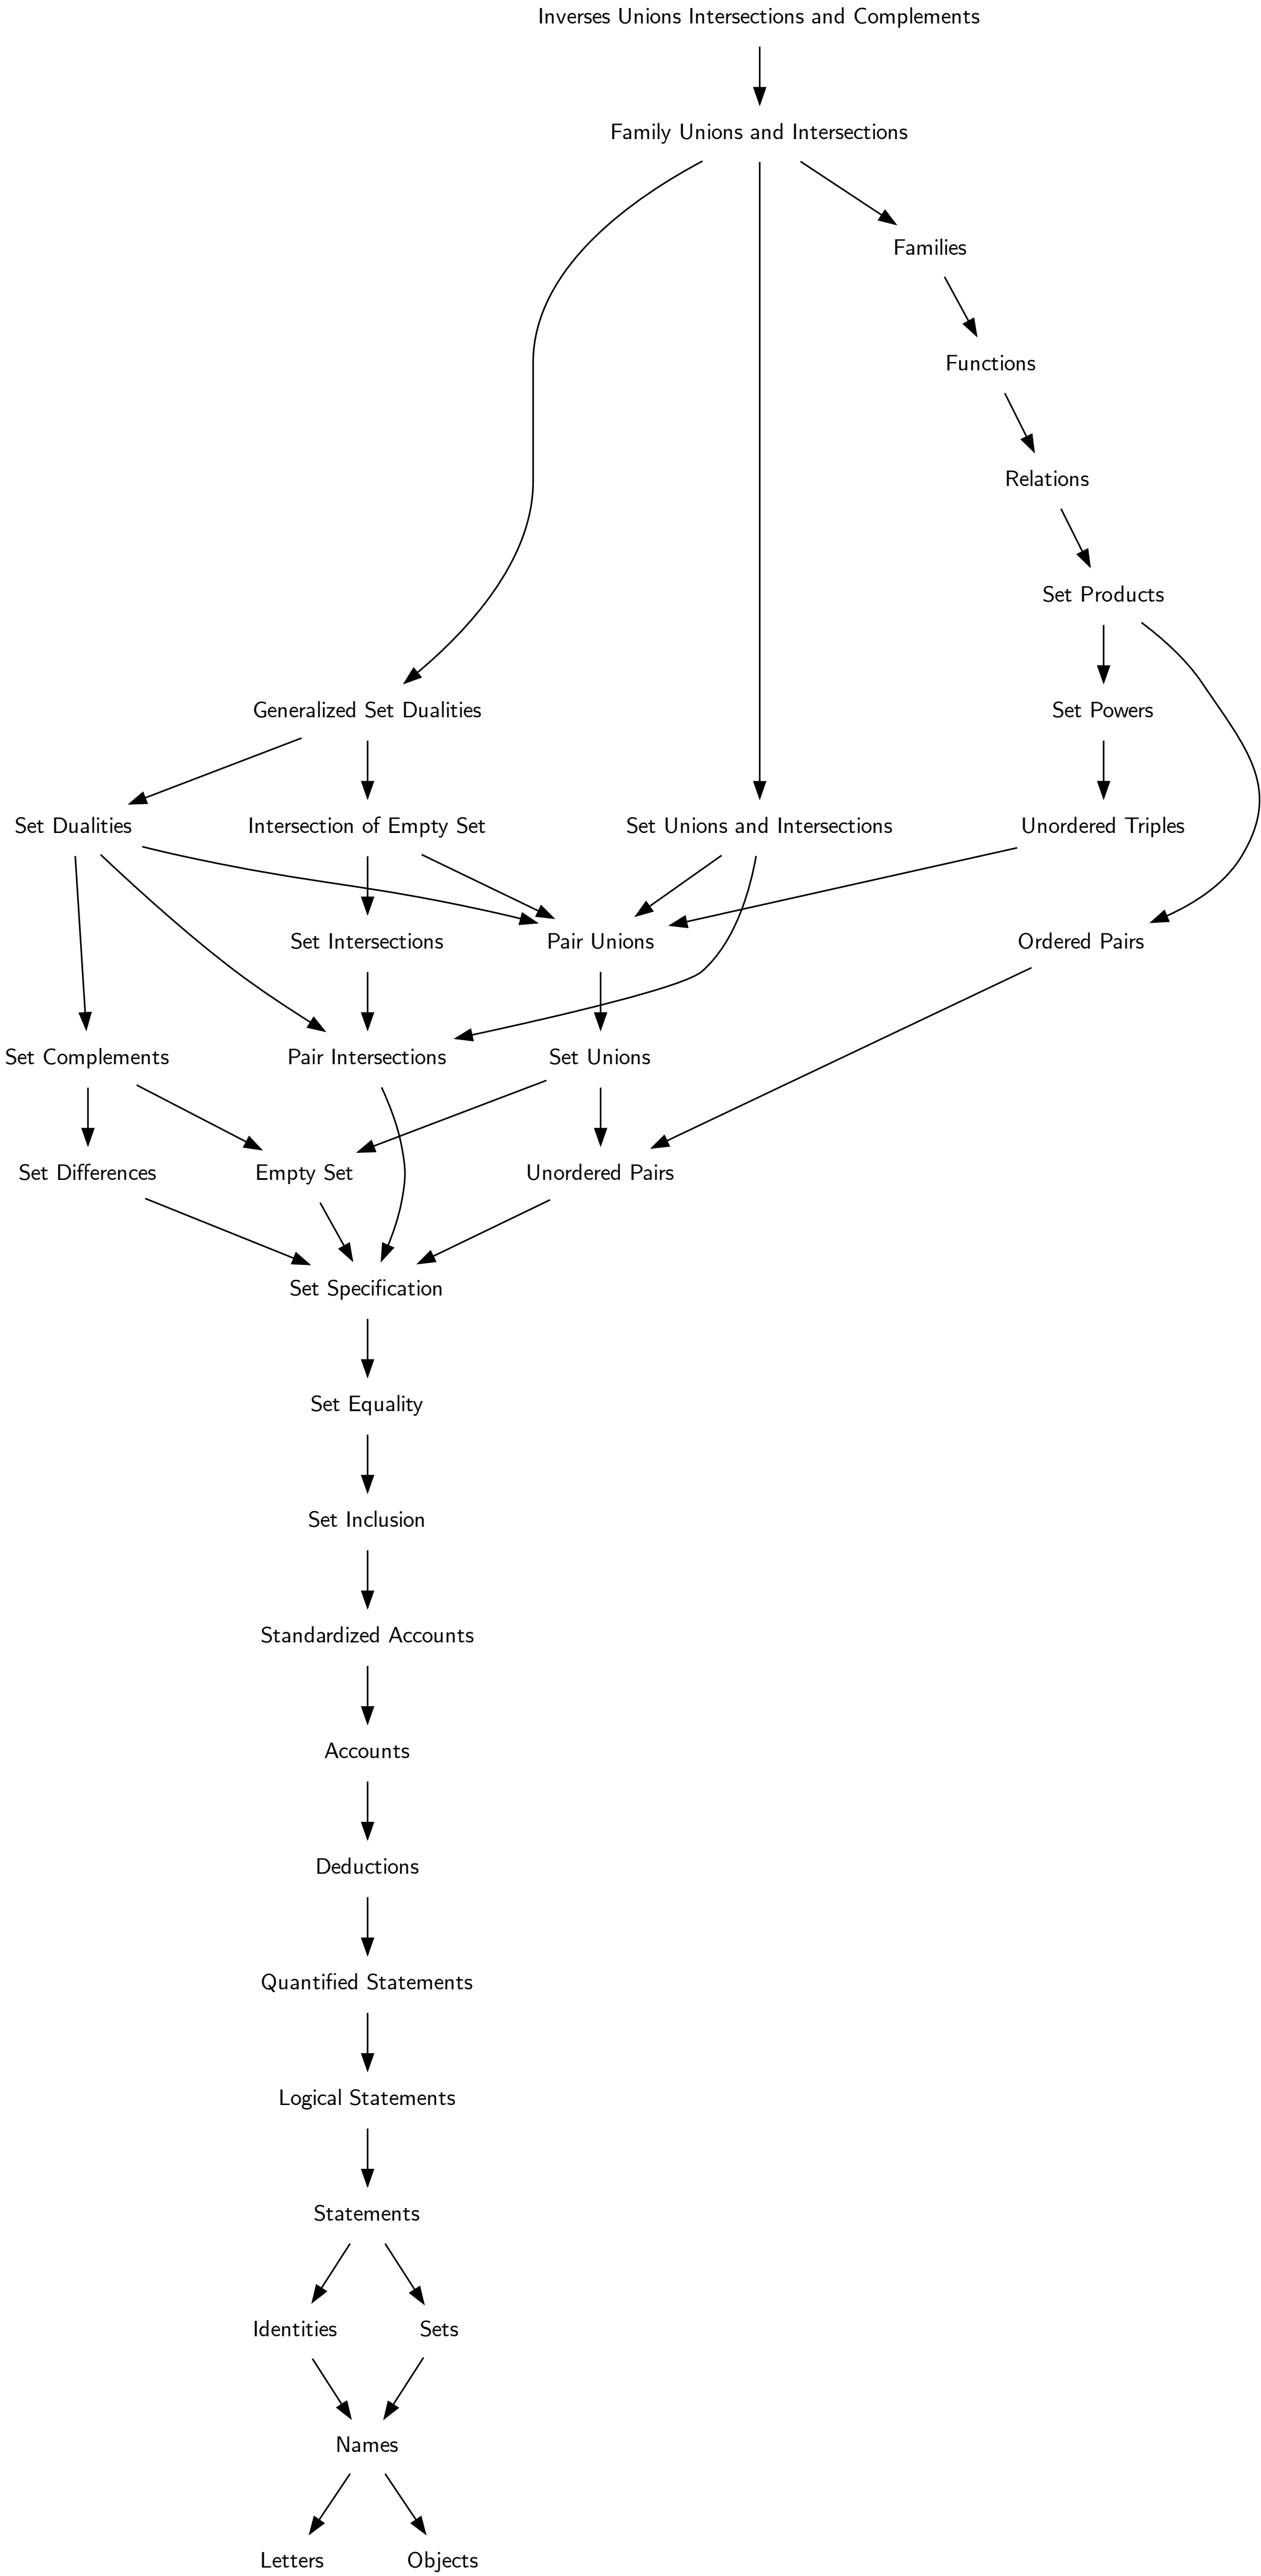 Inverses Unions Intersections and Complements
Family Unions and Intersections
Families
Functions
Relations
Set Products
Generalized Set Dualities
Set Powers
Set Dualities
Intersection of Empty Set
Set Unions and Intersections
Unordered Triples
Set Intersections
Pair Unions
Ordered Pairs
Set Complements
Pair Intersections
Set Unions
Set Differences
Empty Set
Unordered Pairs
Set Specification
Set Equality
Set Inclusion
Standardized Accounts
Accounts
Deductions
Quantified Statements
Logical Statements
Statements
Identities
Sets
Names
Letters
Objects